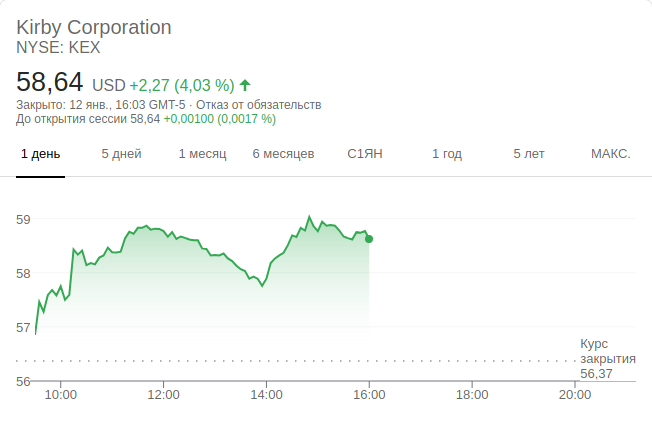 Kirby Corporation
NYSE: KEX
58,64 USD +2,27 (4,03 %)
Закрыто: 12 янв., 16:03 GMT-5 · Отказ от обязательств
До открытия сессии 58,64 +0,00100 (0,0017 %)
1 день 5 дней 1 месяц 6 месяцев С1ЯН 1 год 5 лет МАКС.
59
58
57
Курс
закрытия
56,37
56
10:00 12:00 14:00 16:00 18:00 20:00